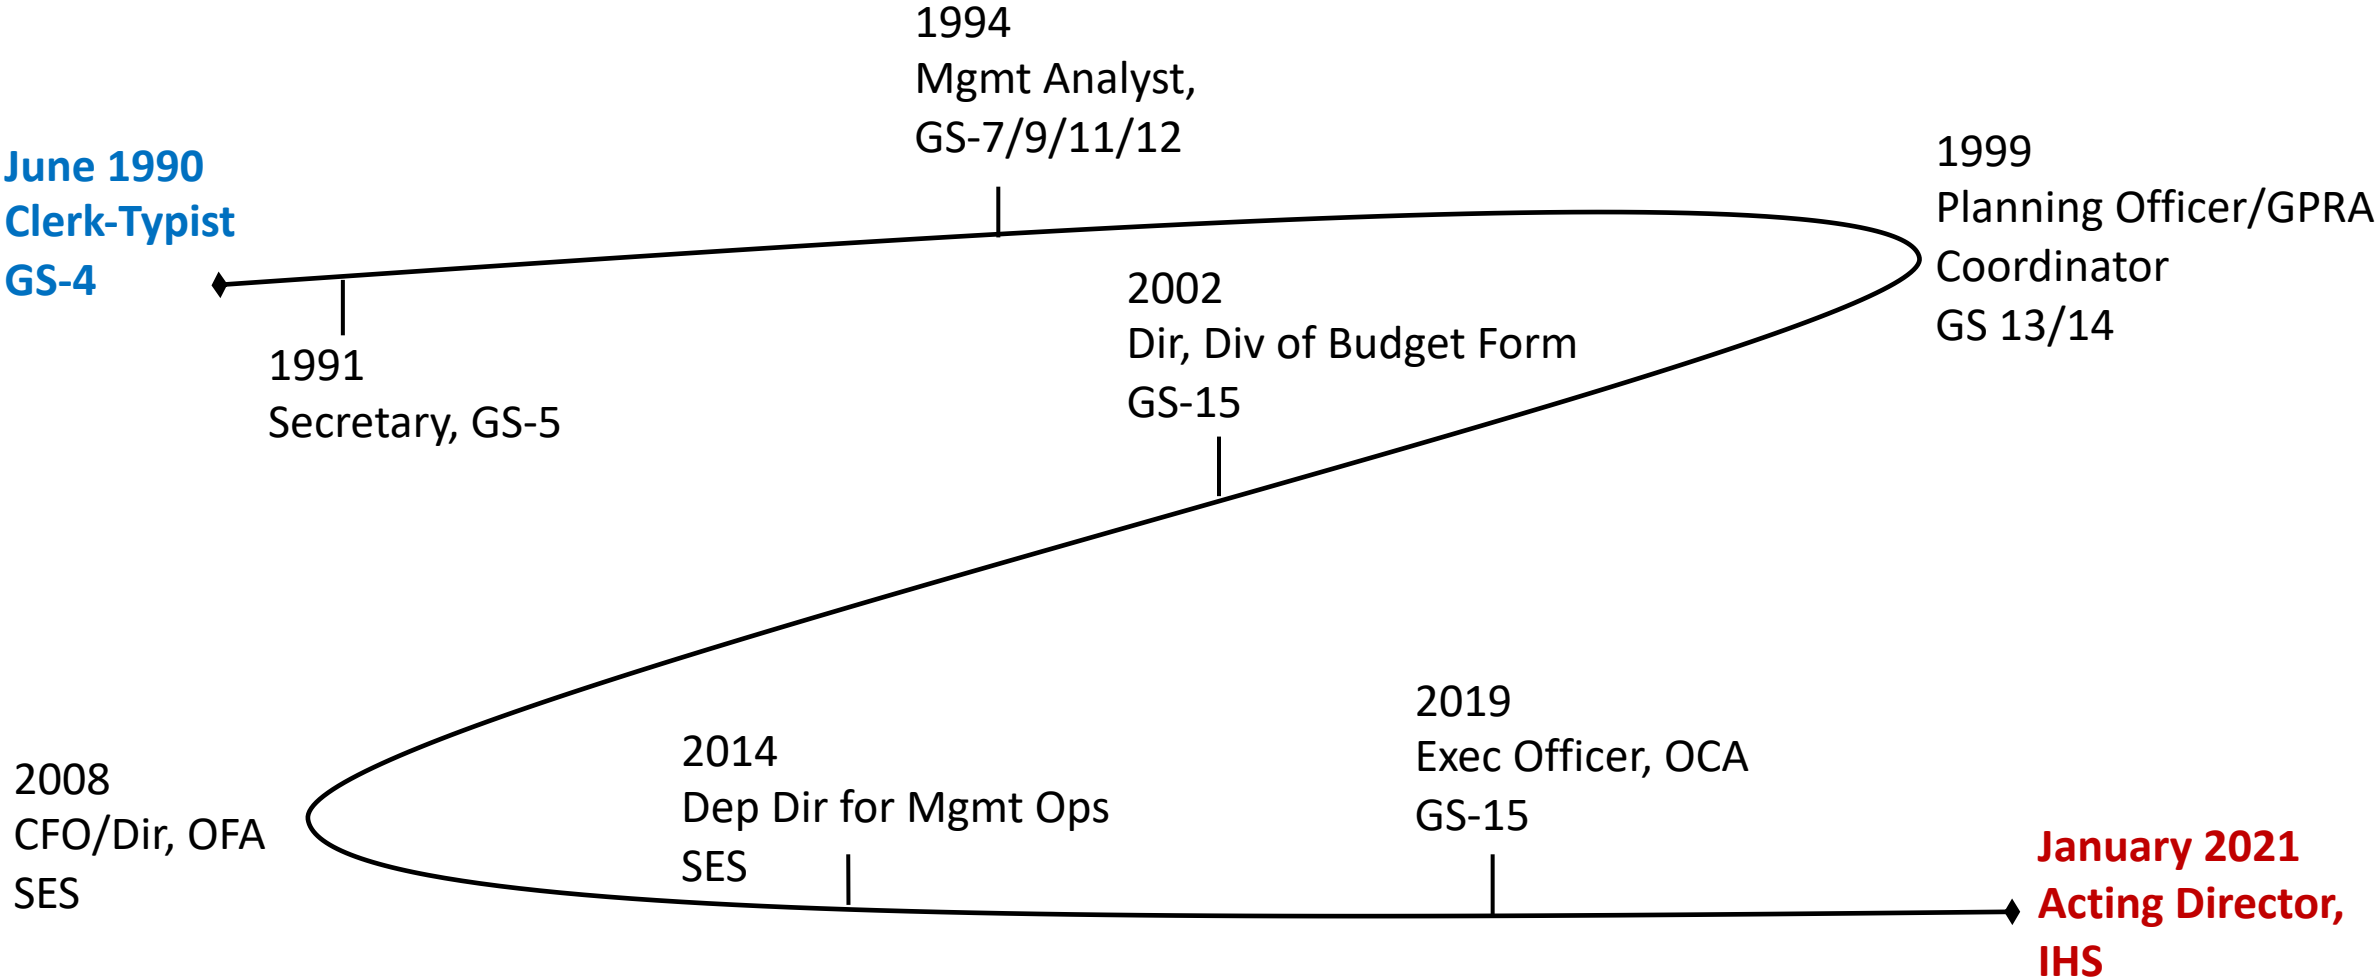 June 1990
Clerk-Typist
GS-4
1991
Secretary, GS-5
1994
Mgmt Analyst,
GS-7/9/11/12
1999
Planning Officer/GPRA
Coordinator
GS 13/14
2002
Dir, Div of Budget Form
GS-15
2008
CFO/Dir, OFA
SES
2014
Dep Dir for Mgmt Ops
SES
2019
Exec Officer, OCA
GS-15
January 2021
Acting Director,
IHS